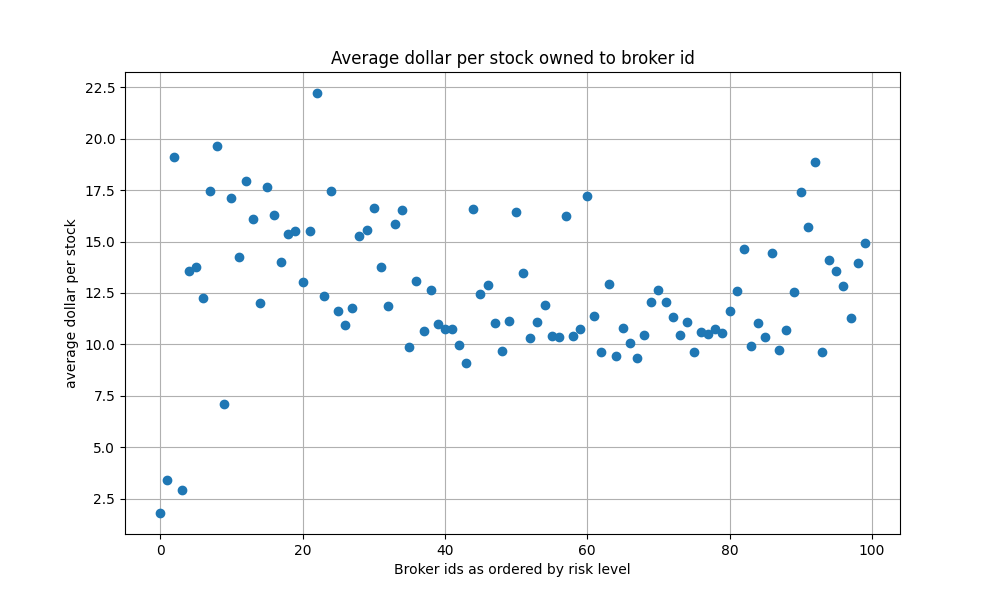 Average dollar per stock owned to broker id
average dollar per stock
22.5
20.0
17.5
15.0
12.5
10.0
7.5
5.0
2.5
0 20 40 60 80 100
Broker ids as ordered by risk level